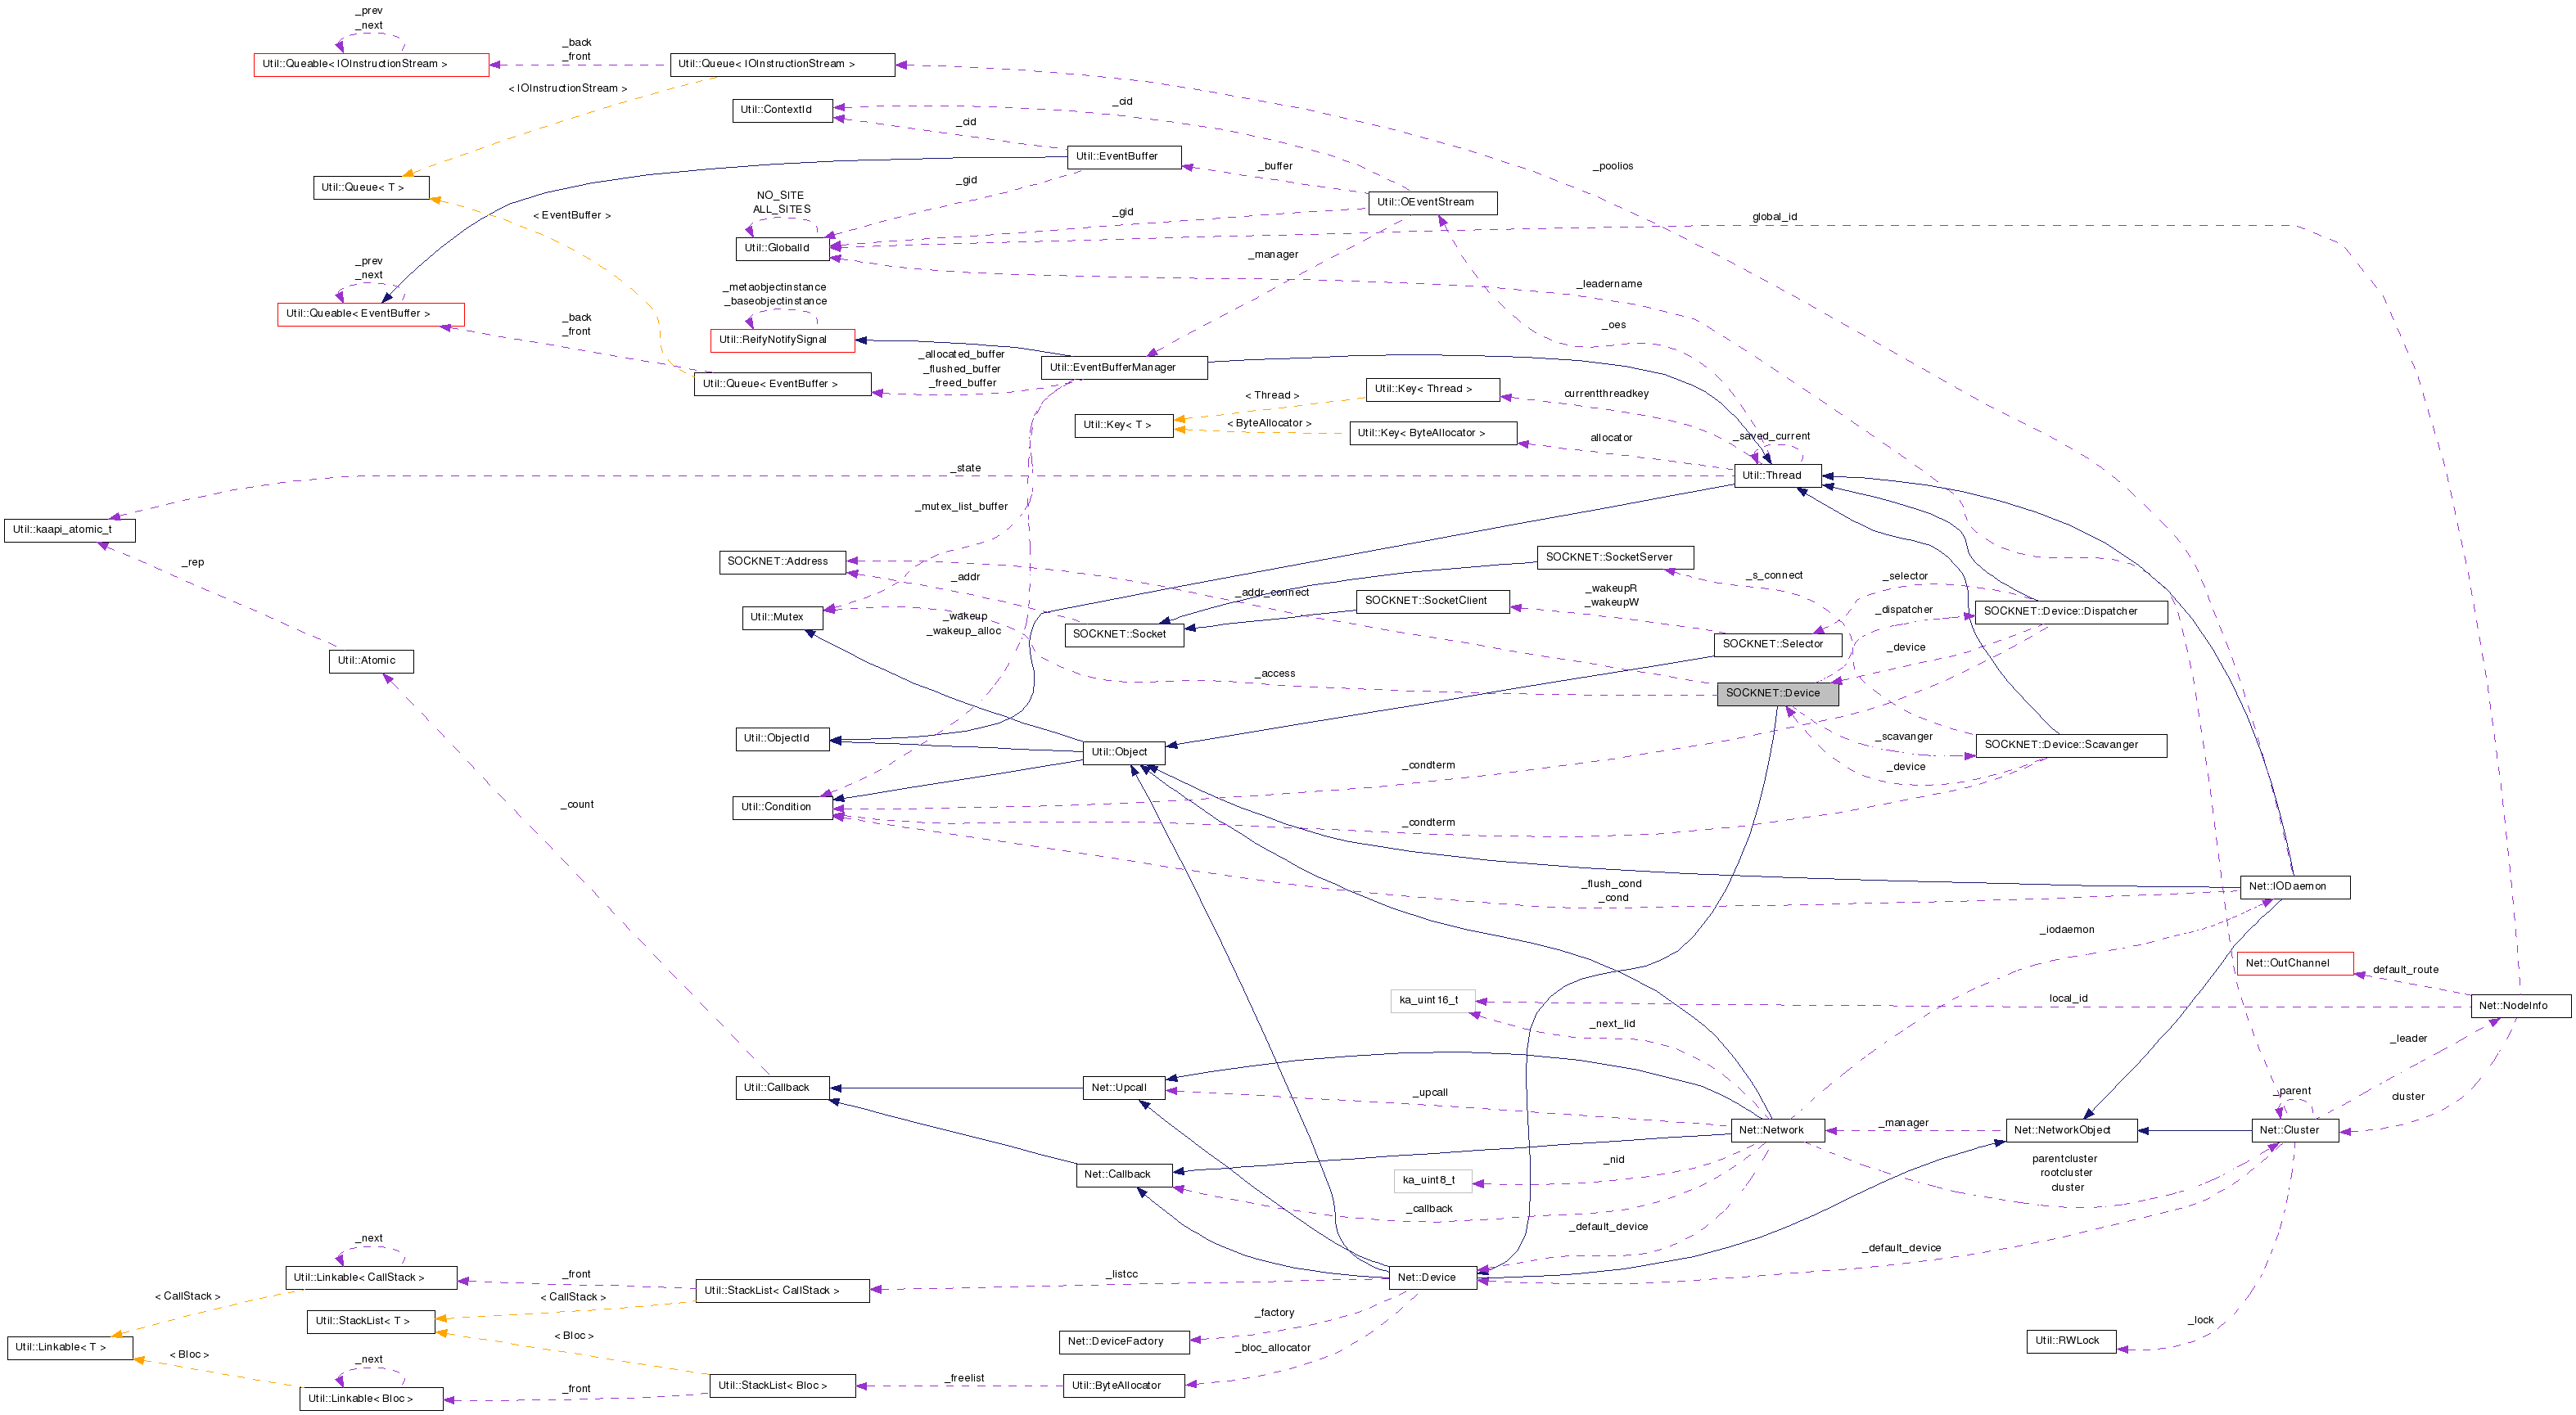 _prev
_next
Util::Queable< IOInstructionStream >
_back
_front
Util::Queue< IOInstructionStream >
< IOInstructionStream >
Util::ContextId
_cid
_cid
Util::EventBuffer
_buffer
_poolios
Util::Queue< T >
_gid
NO_SITE
ALL_SITES
Util::OEventStream
< EventBuffer >
_gid
global_id
Util::GlobalId
_manager
_prev
_next
_leadername
_metaobjectinstance
_baseobjectinstance
Util::Queable< EventBuffer >
_back
_front
_oes
Util::ReifyNotifySignal
_allocated_buffer
_flushed_buffer
_freed_buffer
Util::EventBufferManager
Util::Queue< EventBuffer >
Util::Key< Thread >
< Thread >
currentthreadkey
Util::Key< T >
< ByteAllocator >
Util::Key< ByteAllocator >
allocator
_saved_current
_state
Util::Thread
_mutex_list_buffer
Util::kaapi_atomic_t
_rep
SOCKNET::Address
_addr
SOCKNET::SocketServer
_s_connect
_selector
_addr_connect
_wakeupR
_wakeupW
SOCKNET::SocketClient
_dispatcher
SOCKNET::Device::Dispatcher
Util::Mutex
_wakeup
_wakeup_alloc
SOCKNET::Socket
SOCKNET::Selector
_device
Util::Atomic
_access
SOCKNET::Device
Util::ObjectId
Util::Object
_scavanger
SOCKNET::Device::Scavanger
_condterm
_device
Util::Condition
_count
_condterm
_flush_cond
_cond
Net::IODaemon
_iodaemon
Net::OutChannel
default_route
ka_uint16_t
local_id
Net::NodeInfo
_next_lid
_leader
Util::Callback
Net::Upcall
_upcall
_parent
cluster
Net::Network
_manager
Net::NetworkObject
Net::Cluster
_nid
parentcluster
rootcluster
cluster
Net::Callback
ka_uint8_t
_callback
_default_device
_next
_default_device
Util::Linkable< CallStack >
_front
_listcc
Net::Device
< CallStack >
Util::StackList< CallStack >
< CallStack >
Util::StackList< T >
_factory
_lock
Util::Linkable< T >
< Bloc >
Net::DeviceFactory
Util::RWLock
< Bloc >
_next
_bloc_allocator
_freelist
Util::StackList< Bloc >
Util::ByteAllocator
_front
Util::Linkable< Bloc >